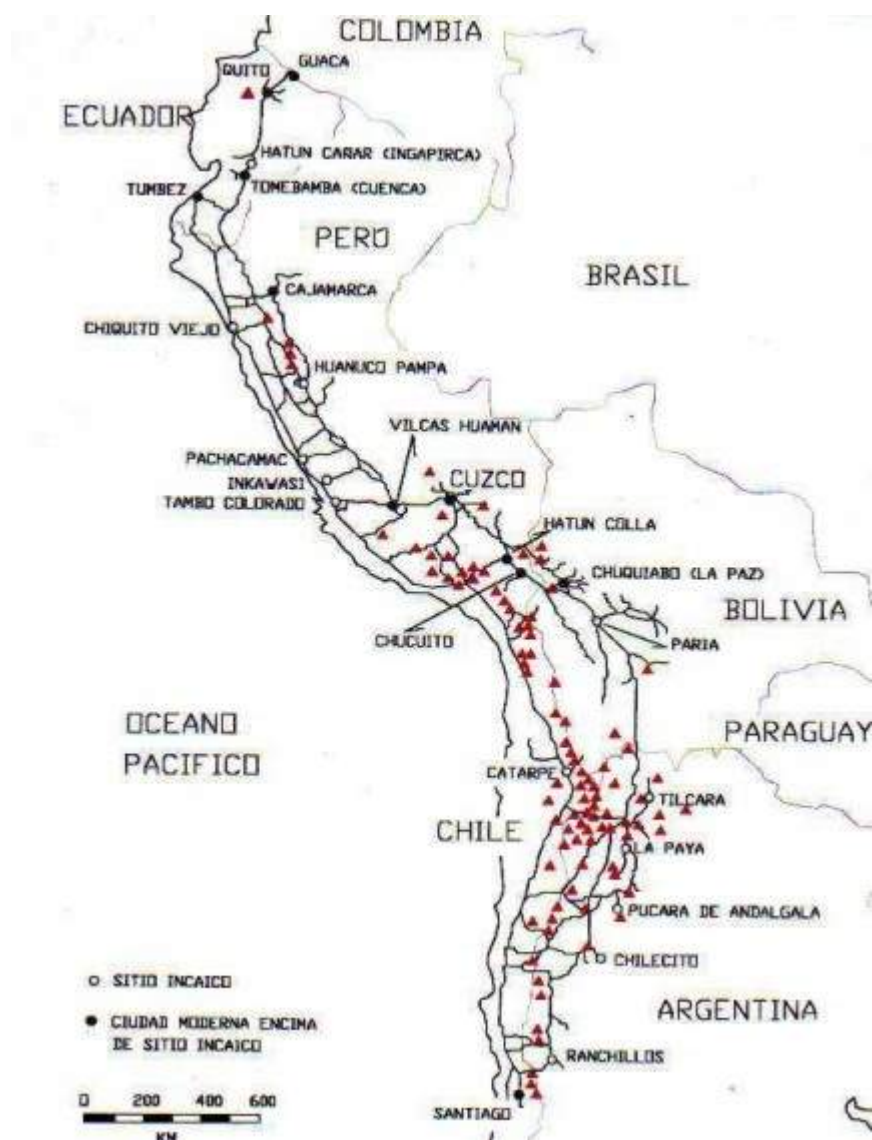 COLOMBIA
GUACA
QUITO
ECUADOR
HATUN CAÑAR (INGAPIRCA)
TOMEBAMBA (CUENCA)
TUMBEZ
PERU
BRASIL
CAJAMARCA
CHIQUITO VIEJO
HUANUCO PAMPA
VILCAS HUAMAN
PACHACAMAC
CUZCO
INKAWASI
TAMBO COLORADO
HATUN COLLA
CHUQUIABO (LA PAZ)
BOLIVIA
CHUCUITO
PARIA
OCEANO
PACIFICO
PARAGUAY
CATARPE
TILCARA
CHILE
LA PAYA
PUCARA DE ANDALGALA
CHILECITO
SITIO INCAICO
ARGENTINA
CIUDAD MODERNA ENCIMA
DE SITIO INCAICO
RANCHILLOS
0 200 400 600
SANTIAGO
KM